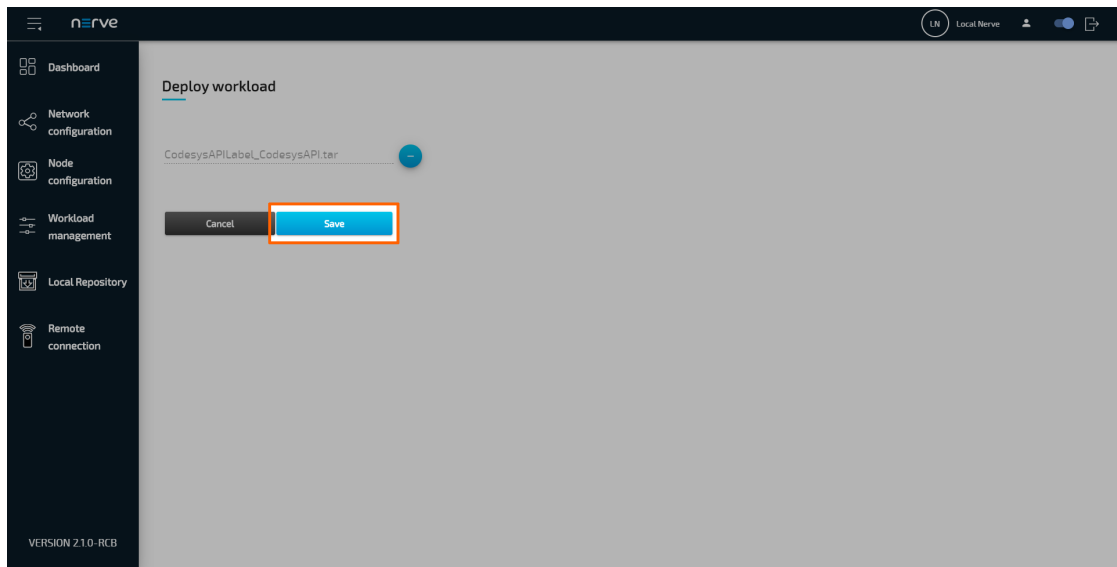 nerve
LN
Local Nerve
Dashboard
Network
configuration
Node
configuration
Workload
management
Local Repository
Remote
connection
VERSION 2.1.0-RCB
Deploy workload
CodesysAPILabel_CodesysAPI.tar
Cancel
Save